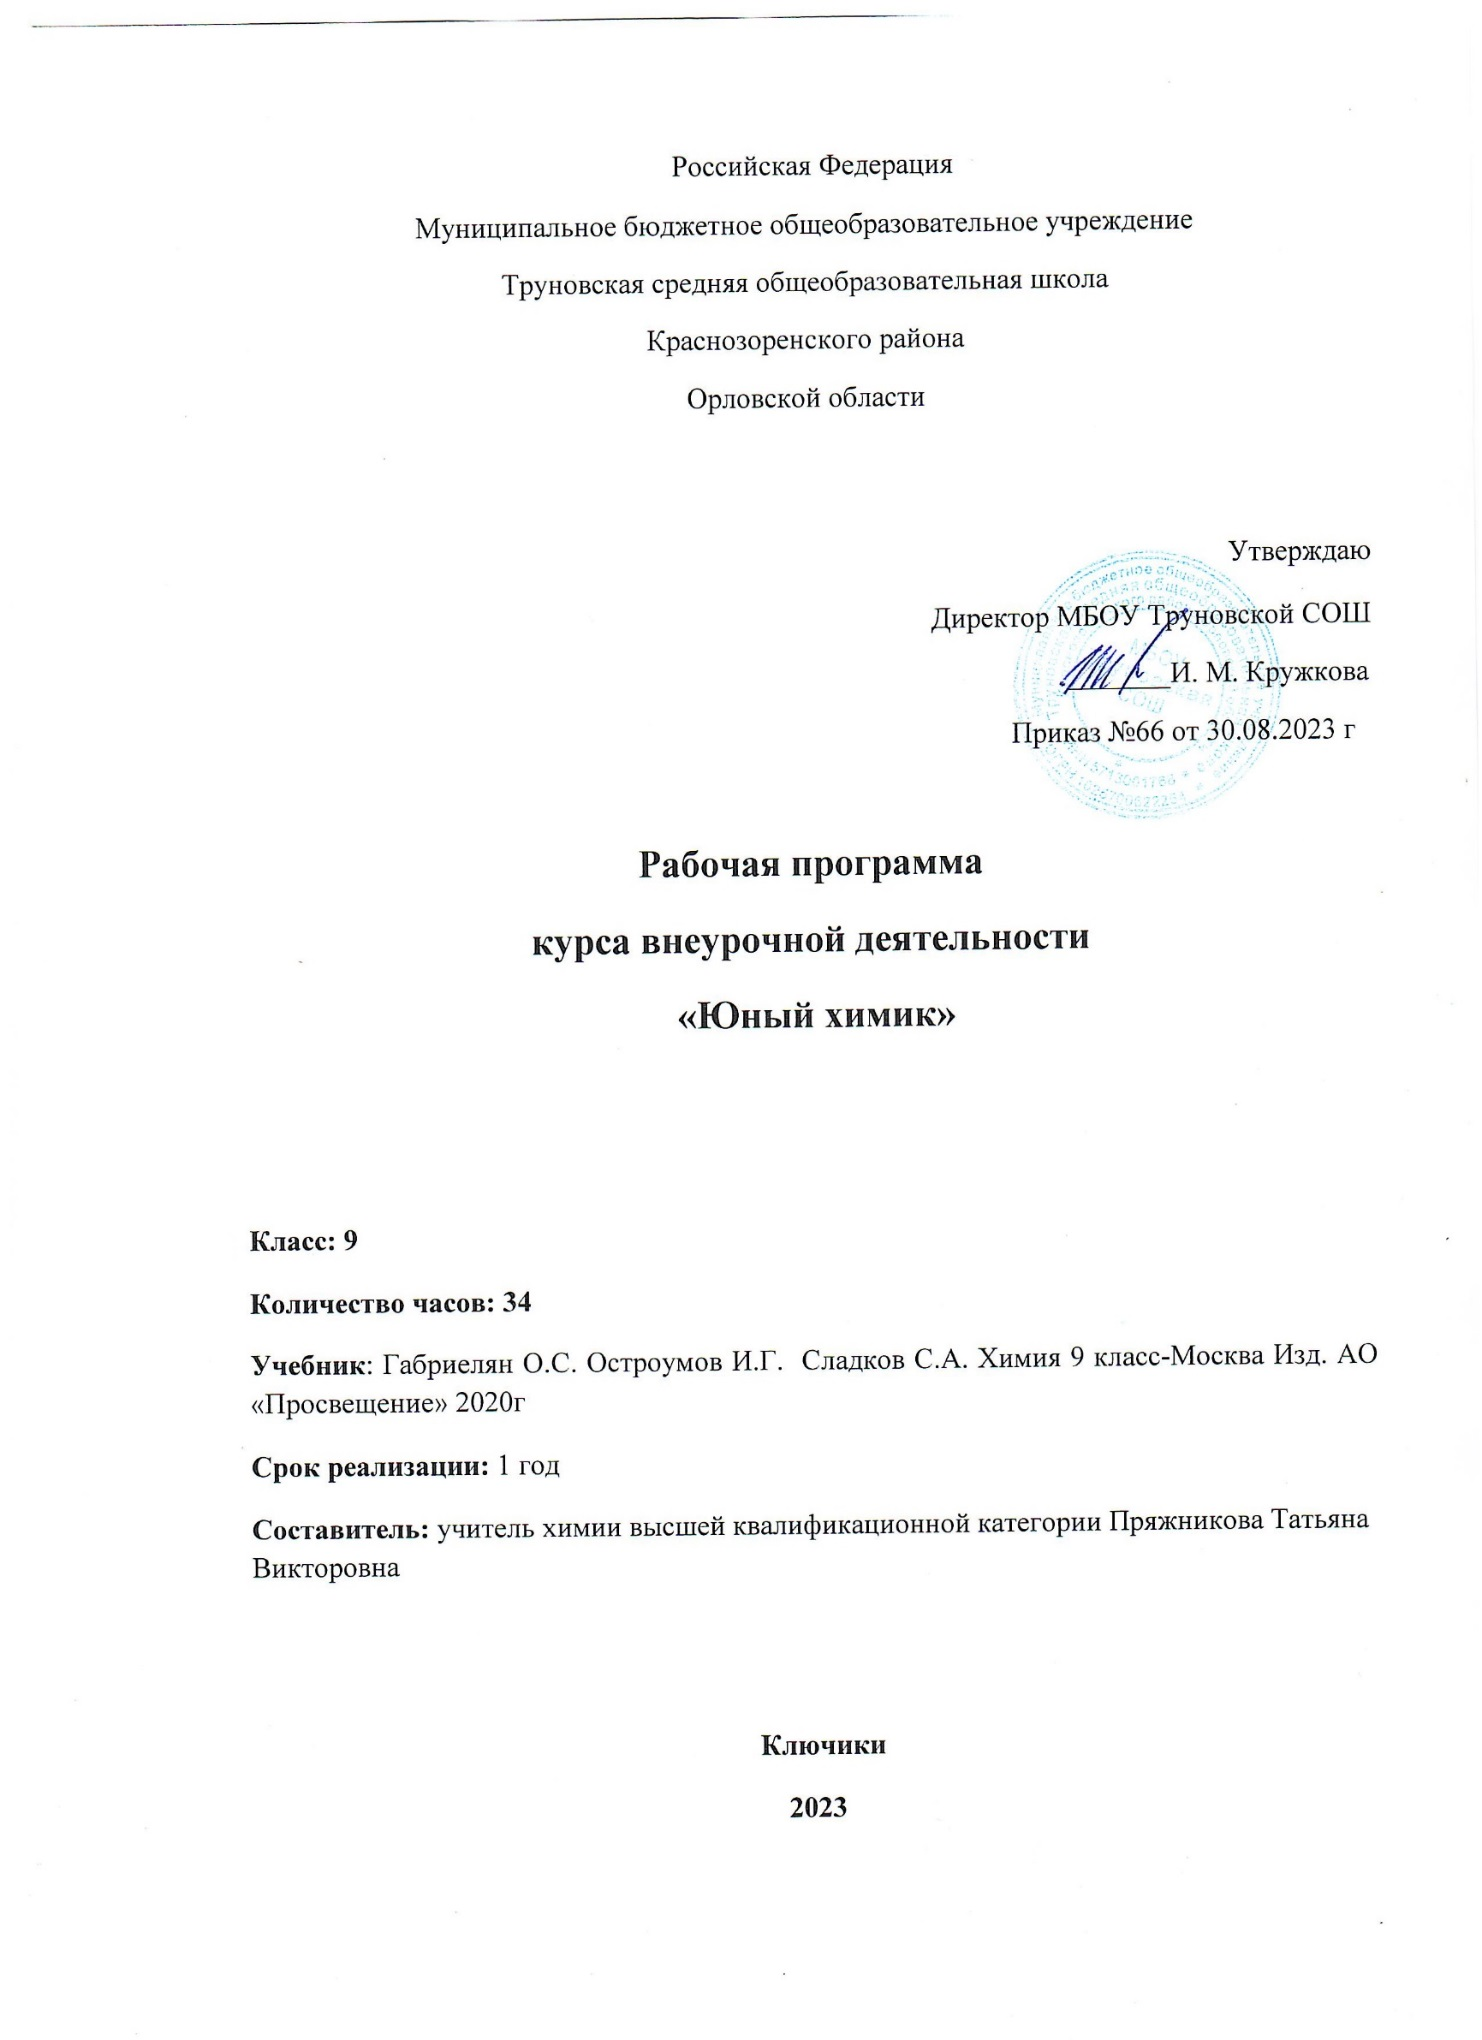 Российская Федерация
Муниципальное бюджетное общеобразовательное учреждение
Труновская средняя общеобразовательная школа
Краснозоренского района
Орловской области
Утверждаю
Директор МБОУ Труновской СОШ
И. М. Кружкова
Приказ №66 от 30.08.2023 г
Рабочая программа
курса внеурочной деятельности
«Юный химик»
Класс: 9
Количество часов: 34
Учебник: Габриелян О.С. Остроумов И.Г. Сладков С.А. Химия 9 класс-Москва Изд. АО
«Просвещение» 2020г
Срок реализации: 1 год
Составитель: учитель химии высшей квалификационной категории Пряжникова Татьяна
Викторовна
Ключики
2023